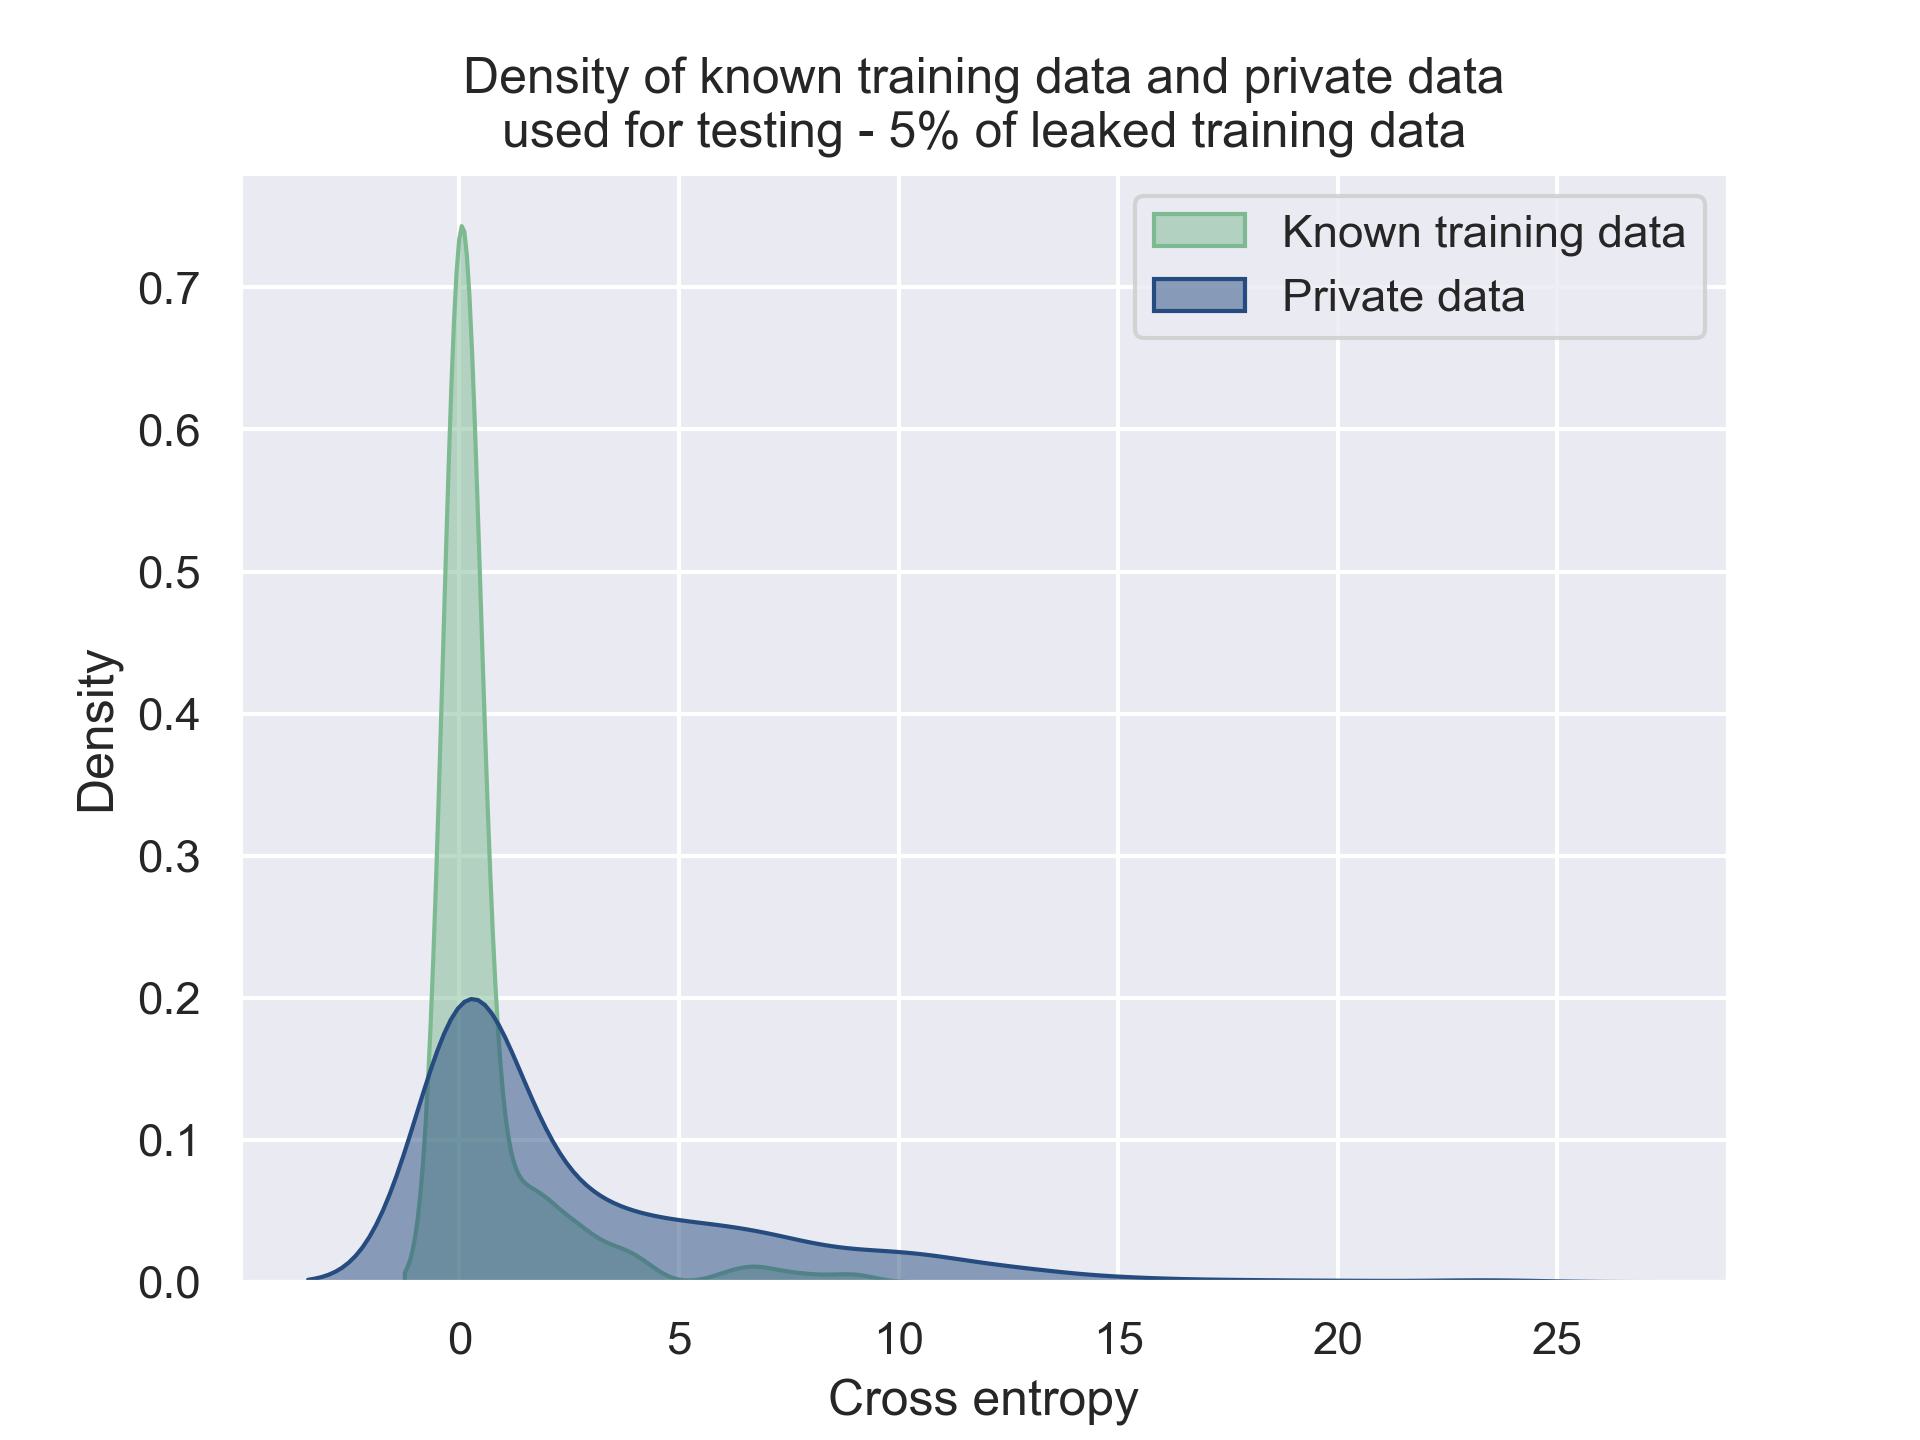 Density of known training data and private data
used for testing - 5% of leaked training data
Known training data
Private data
Density
0.7
0.6
0.5
0.4
0.3
0.2
0.1
0.0
0 5 10 15 20 25
Cross entropy